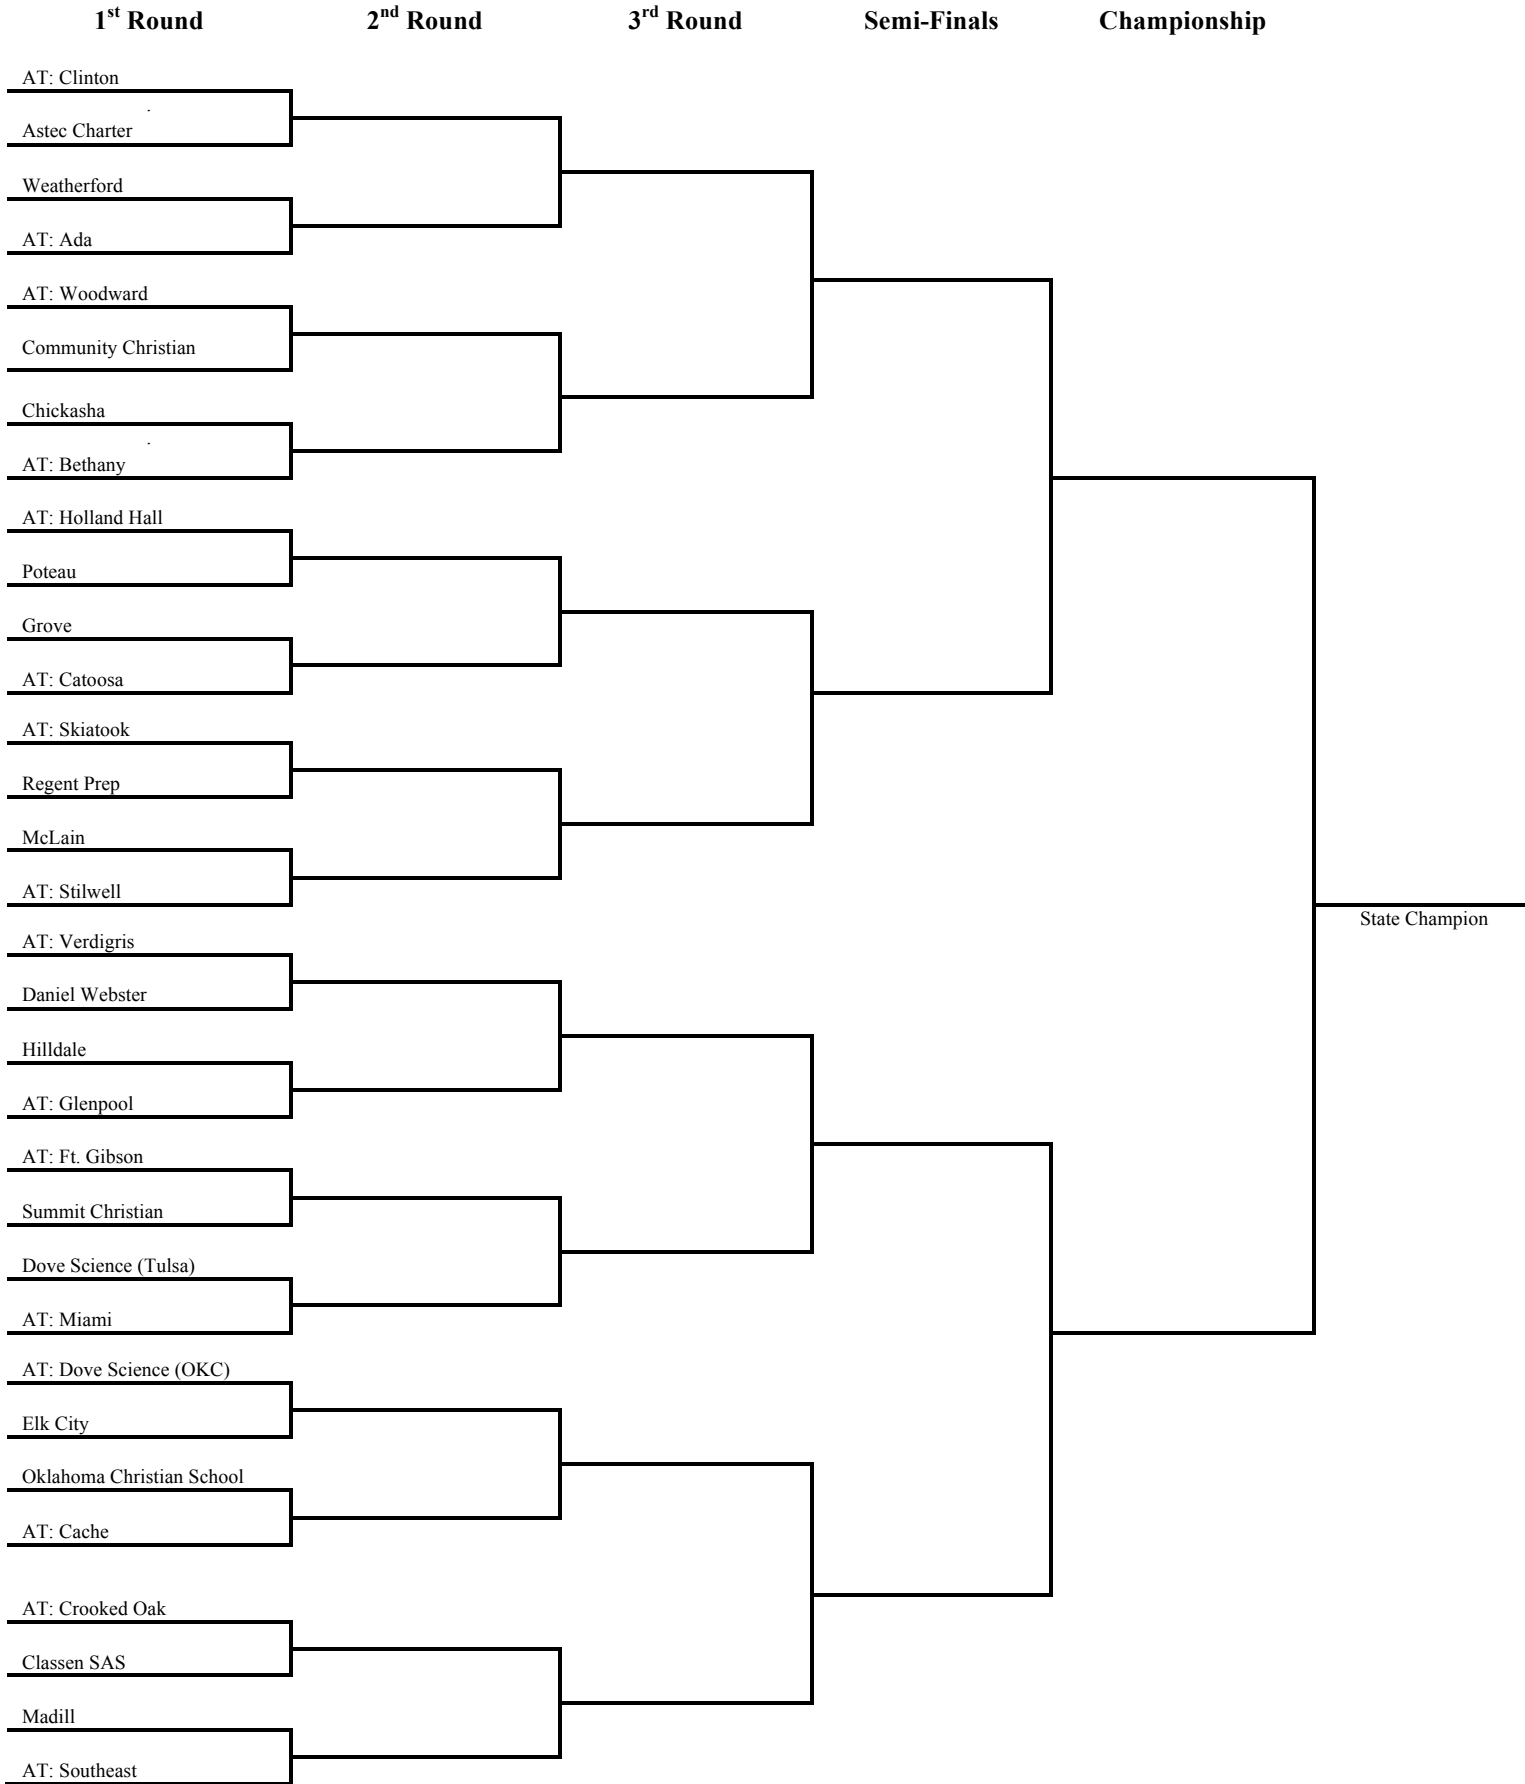 1st Round 2nd Round 3rd Round Semi-Finals Championship
AT: Clinton
Astec Charter
Weatherford
AT: Ada
AT: Woodward
Community Christian
Chickasha
AT: Bethany
AT: Holland Hall
Poteau
Grove
AT: Catoosa
AT: Skiatook
Regent Prep
McLain
AT: Stilwell
State Champion
AT: Verdigris
Daniel Webster
Hilldale
AT: Glenpool
AT: Ft. Gibson
Summit Christian
Dove Science (Tulsa)
AT: Miami
AT: Dove Science (OKC)
Elk City
Oklahoma Christian School
AT: Cache
AT: Crooked Oak
Classen SAS
Madill
AT: Southeast